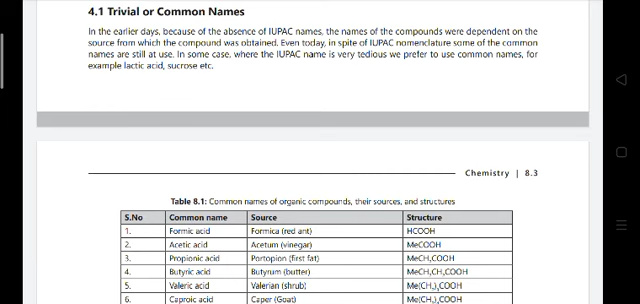 4.1 Trivial or Common Names
In the earlier days, because of the absence of IUPAC names, the names of the compounds were dependent on the
source from which the compound was obtained. Even today, in spite of IUPAC nomenclature some of the common
names are still at use. In some case, where the IUPAC name is very tedious we prefer to use common names, for
example lactic acid, sucrose etc.
Chemistry | 8.3
Table 8.1: Common names of organic compounds, their sources, and structures
S.No Common name Source Structure
1. Formic acid Formica (red ant) HCOOH
2. Acetic acid Acetum (vinegar) MeCOOH
3. Propionic acid Portopion (first fat) MeCH₂COOH
4. Butyric acid Butyrum (butter) MeCH₂CH₂COOH
5. Valeric acid Valerian (shrub) Me(CH₂)₃COOH
6. Caproic acid Caper (Goat) Me(CH₂)₄COOH